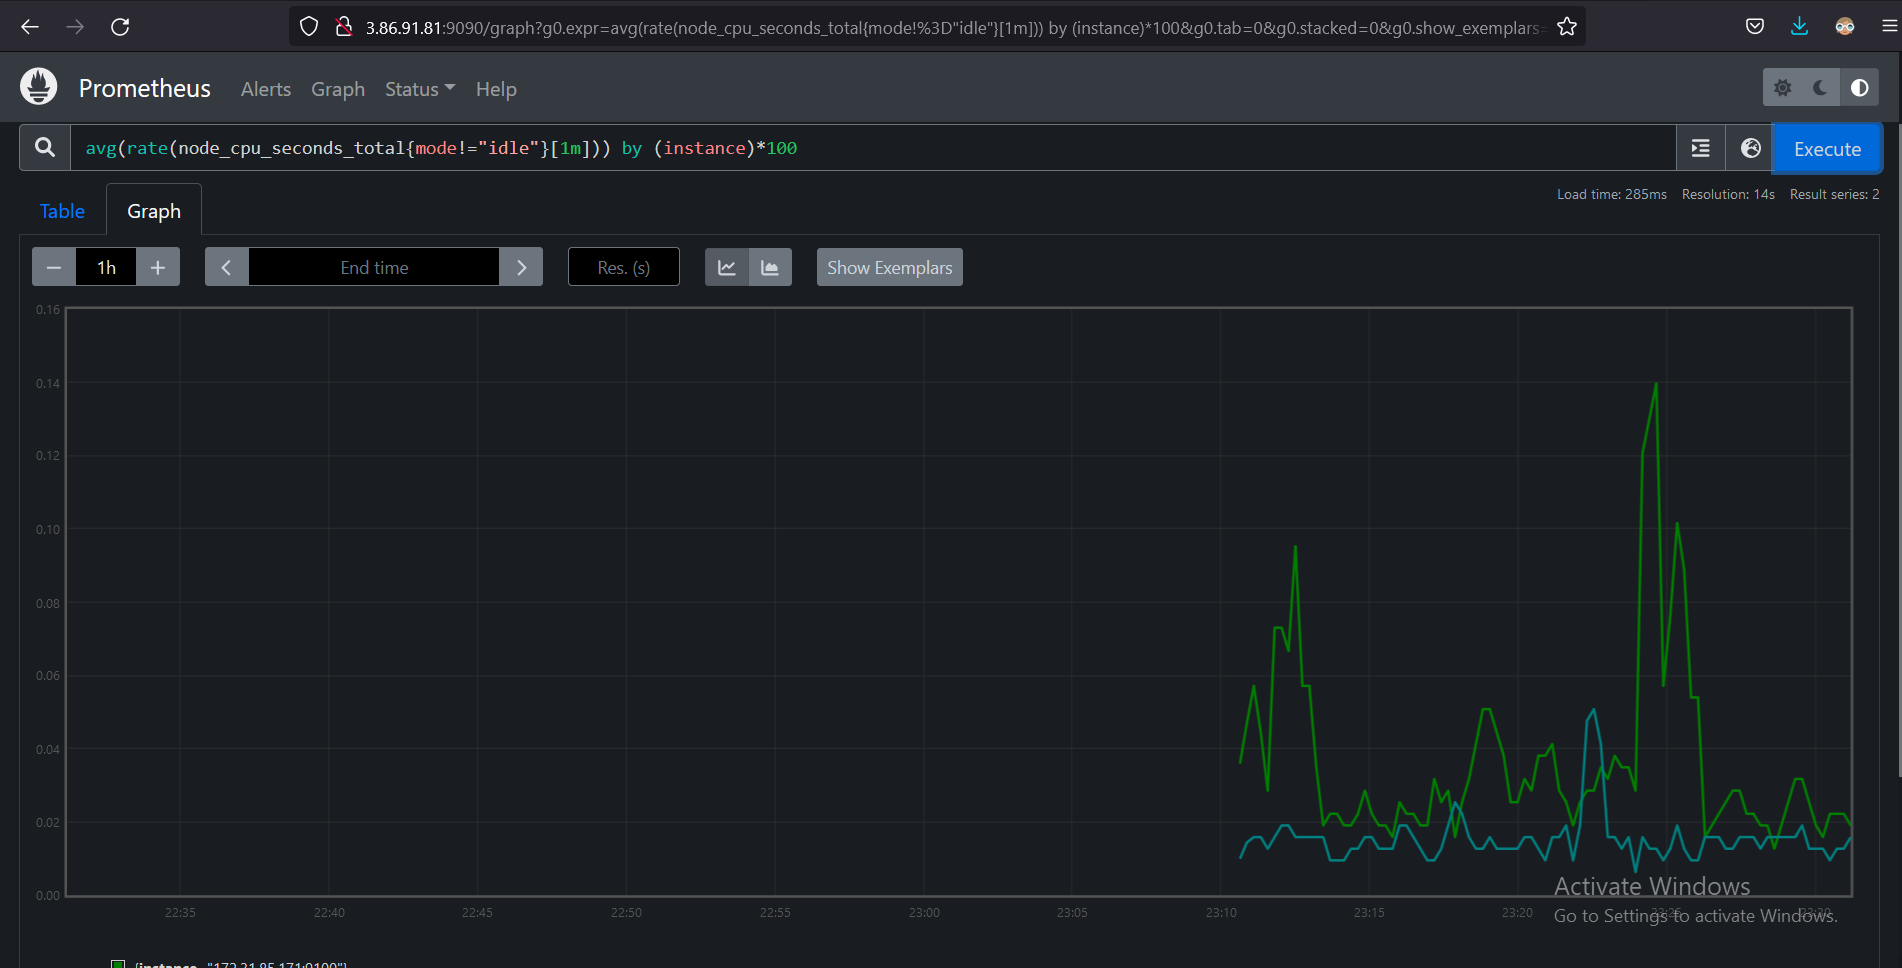 3.86.91.81:9090/graph?g0.expr=avg(rate(node_cpu_seconds_total{mode!%3D"idle"}[1m])) by (instance)*100&g0.tab=0&g0.stacked=0&g0.show_exemplars=
Prometheus Alerts Graph Status Help
avg(rate(node_cpu_seconds_total{mode!="idle"}[1m])) by (instance)*100 Execute
Load time: 285ms Resolution: 14s Result series: 2
Table Graph
− 1h + End time Res. (s) Show Exemplars
0.16
0.14
0.12
0.10
0.08
0.06
0.04
0.02
0.00
22:35 22:40 22:45 22:50 22:55 23:00 23:05 23:10 23:15 23:20 23:25 23:30
Activate Windows
Go to Settings to activate Windows.
{instance="172.31.85.171:9100"}